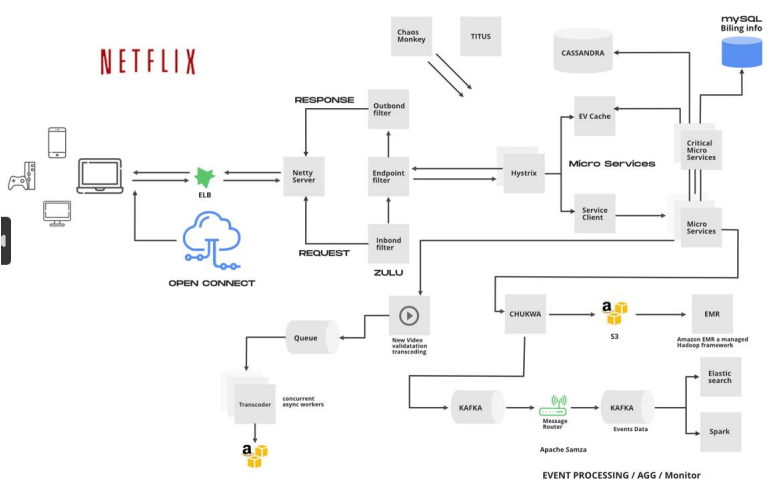 mySQL
Biling info
Chaos
Monkey
TITUS
CASSANDRA
NETFLIX
RESPONSE
Outbond
filter
EV Cache
Critical
Micro
Services
Netty
Server
Endpoint
filter
Hystrix
Micro Services
ELB
Service
Client
Micro
Services
REQUEST
Inbond
filter
ZULU
OPEN CONNECT
CHUKWA
a
S3
EMR
Amazon EMR a managed
Hadoop framework
Queue
New Video
validatation
transcoding
Elastic
search
Transcoder
concurrent
async workers
KAFKA
Message
Router
KAFKA
Events Data
Spark
a
Apache Samza
EVENT PROCESSING / AGG / Monitor